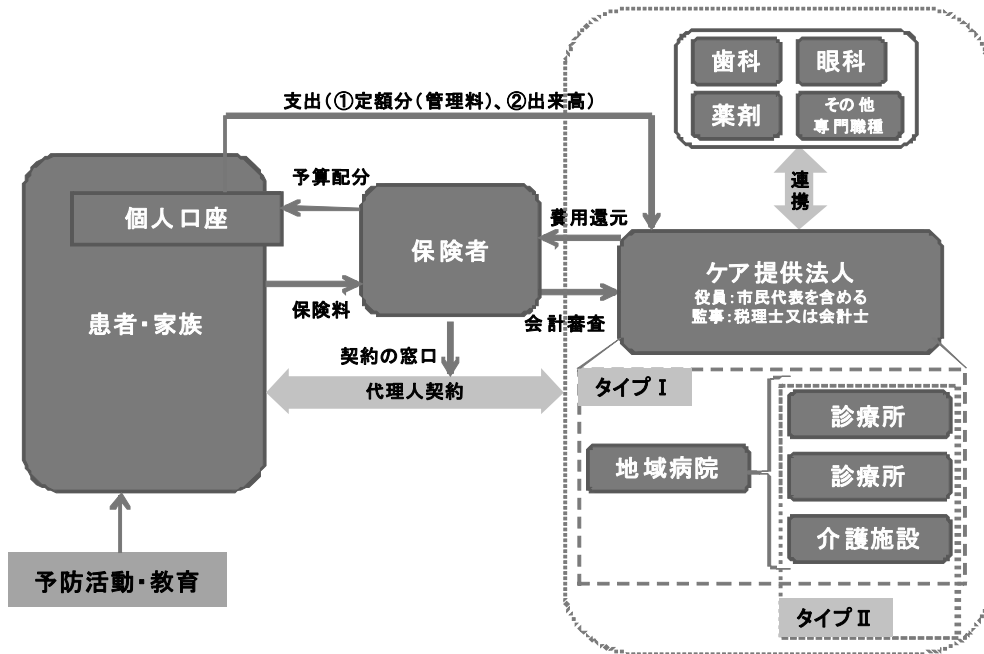 歯科
眼科
薬剤
その他
専門職種
支出(①定額分(管理料)、②出来高)
連携
予算配分
個人口座
保険者
費用還元
ケア提供法人
役員:市民代表を含める
監事:税理士又は会計士
保険料
会計審査
患者・家族
契約の窓口
代理人契約
タイプⅠ
診療所
地域病院
診療所
介護施設
予防活動・教育
タイプⅡ